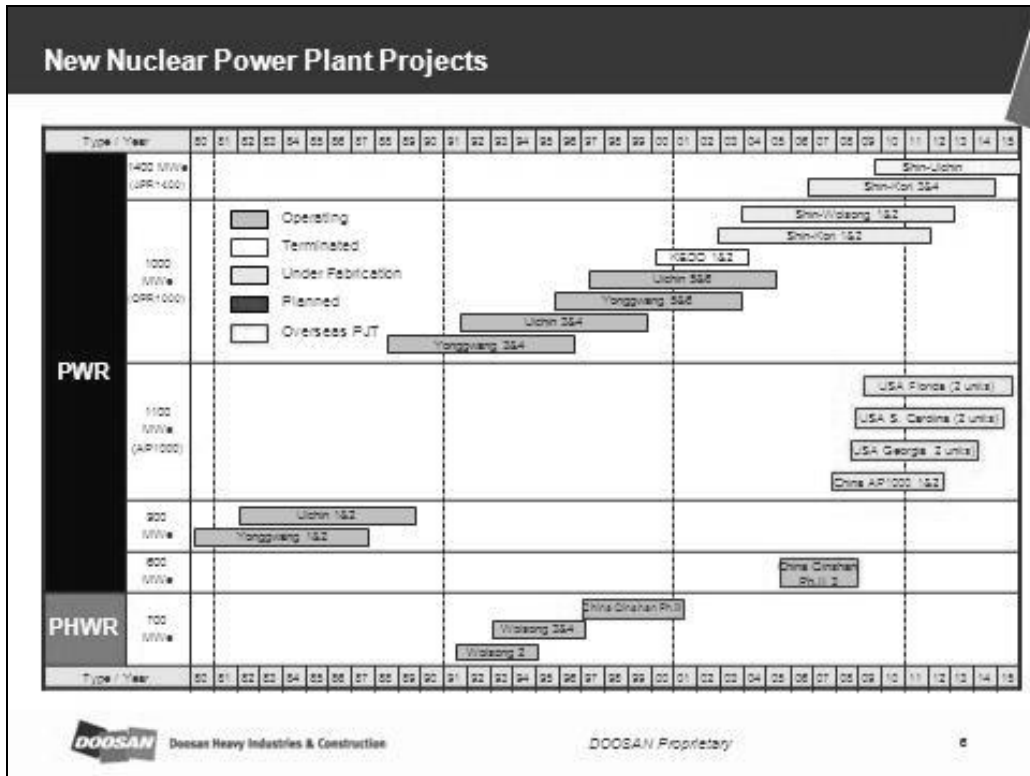 New Nuclear Power Plant Projects
Type / Year 80 81 82 83 84 85 86 87 88 89 90 91 92 93 94 95 96 97 98 99 00 01 02 03 04 05 06 07 08 09 10 11 12 13 14 15
PWR
1400 MWe
(APR1400)
Shin-Ulchin
Shin-Kori 3&4
1000
MWe
(OPR1000)
Operating
Terminated
Under Fabrication
Planned
Overseas PJT
Shin-Wolsong 1&2
Shin-Kori 1&2
KEDO 1&2
Ulchin 5&6
Yonggwang 5&6
Ulchin 3&4
Yonggwang 3&4
1100
MWe
(AP1000)
USA Florida (2 units)
USA S. Carolina (2 units)
USA Georgia 2 units)
China AP1000 1&2
900
MWe
Ulchin 1&2
Yonggwang 1&2
600
MWe
China Qinshan
Ph.II 2
PHWR
700
MWe
China Qinshan Ph.III
Wolsong 3&4
Wolsong 2
Type / Year 80 81 82 83 84 85 86 87 88 89 90 91 92 93 94 95 96 97 98 99 00 01 02 03 04 05 06 07 08 09 10 11 12 13 14 15
DOOSAN Doosan Heavy Industries & Construction
DOOSAN Proprietary
6